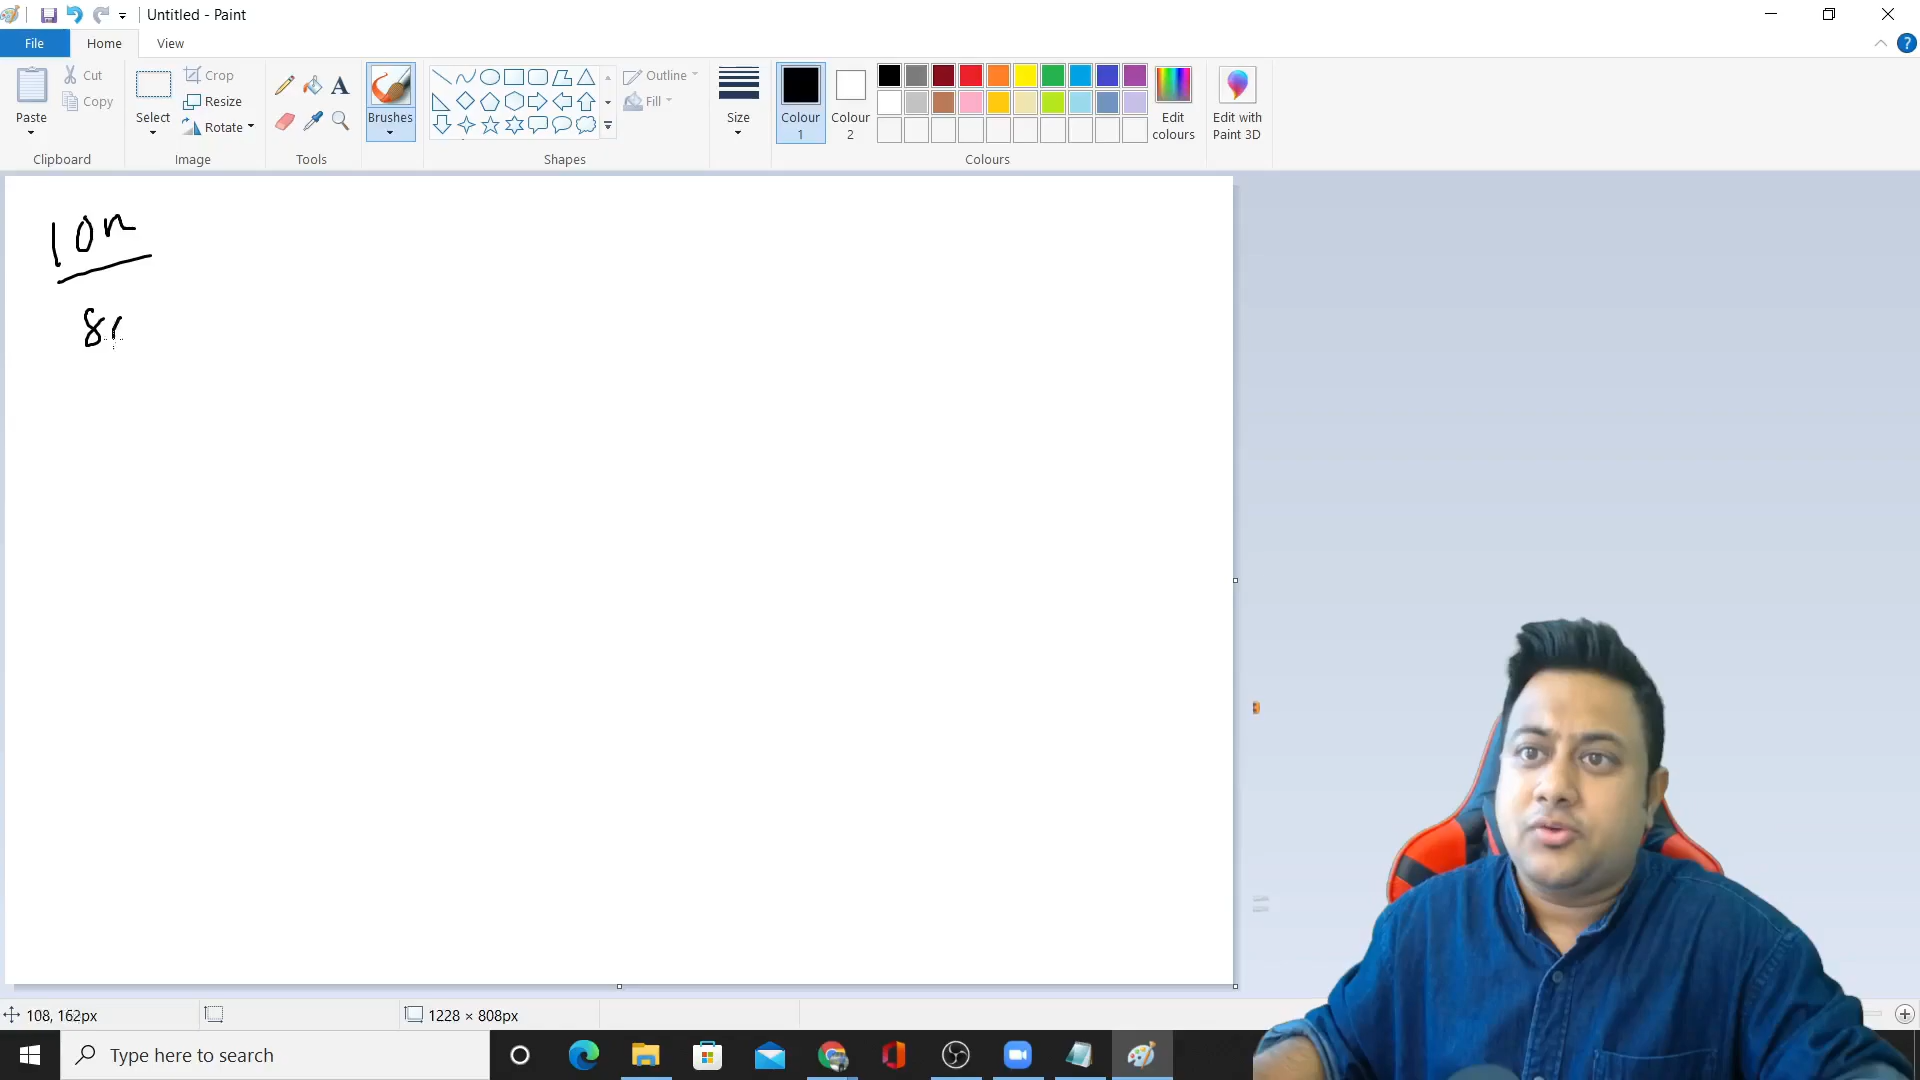 Untitled - Paint
File Home View
Paste
Cut
Copy
Clipboard
Select
Crop
Resize
Rotate
Image
Tools
Brushes
Outline
Fill
Shapes
Size
Colour 1
Colour 2
Edit colours
Colours
Edit with Paint 3D
10n
8
108, 162px
1228 × 808px
Type here to search